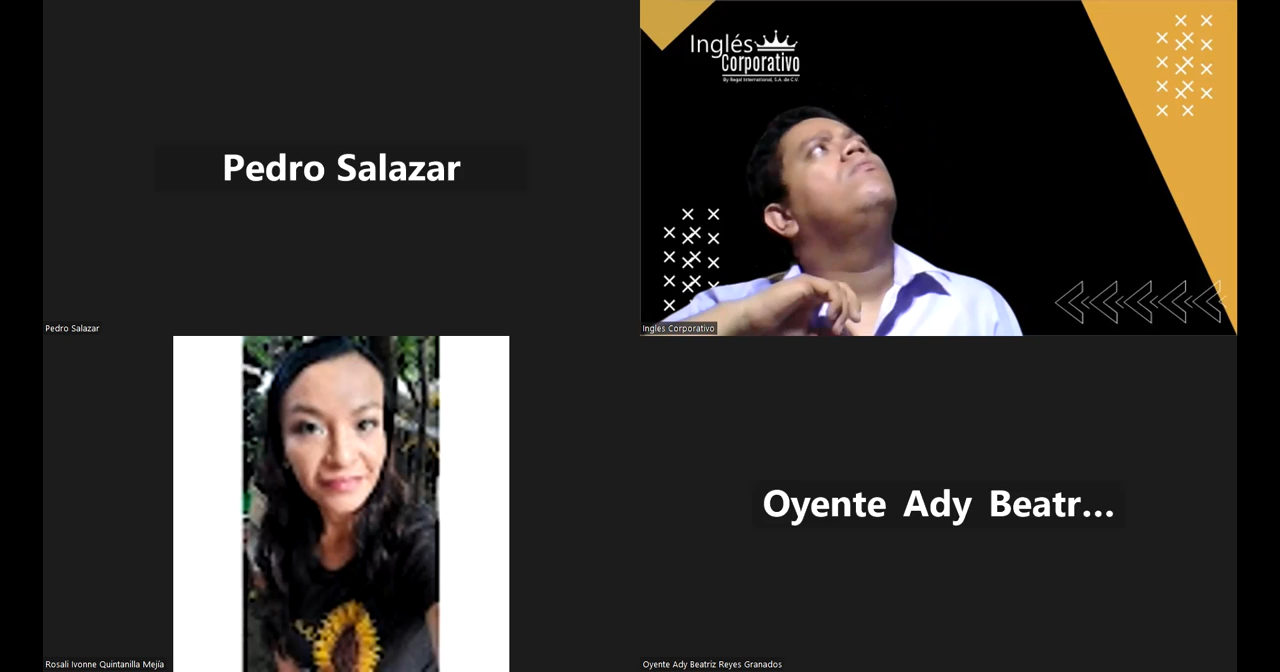 Pedro Salazar
Pedro Salazar
Inglés
Corporativo
By Regal International, S.A. de C.V.
Inglés Corporativo
Rosali Ivonne Quintanilla Mejía
Oyente Ady Beatr...
Oyente Ady Beatriz Reyes Granados